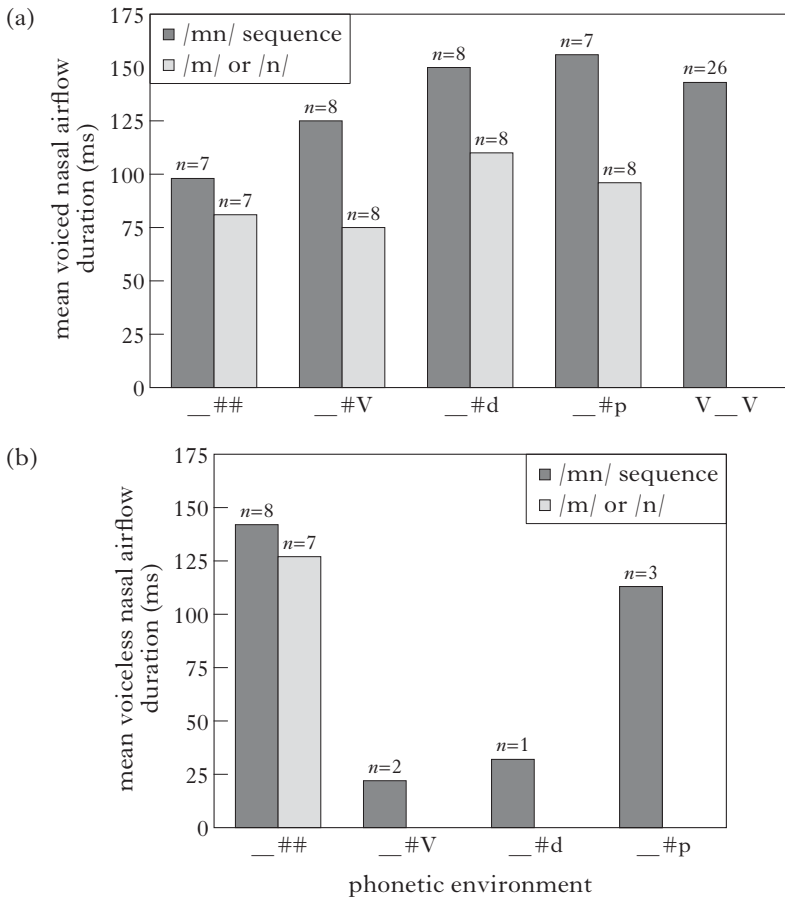 (a)
mean voiced nasal airflow
duration (ms)
175
150
125
100
75
50
25
0
/mn/ sequence
/m/ or /n/
n=7
n=7
n=8
n=8
n=8
n=8
n=7
n=8
n=26
__##
__#V
__#d
__#p
V__V
(b)
mean voiceless nasal airflow
duration (ms)
175
150
125
100
75
50
25
0
/mn/ sequence
/m/ or /n/
n=8
n=7
n=2
n=1
n=3
__##
__#V
__#d
__#p
phonetic environment